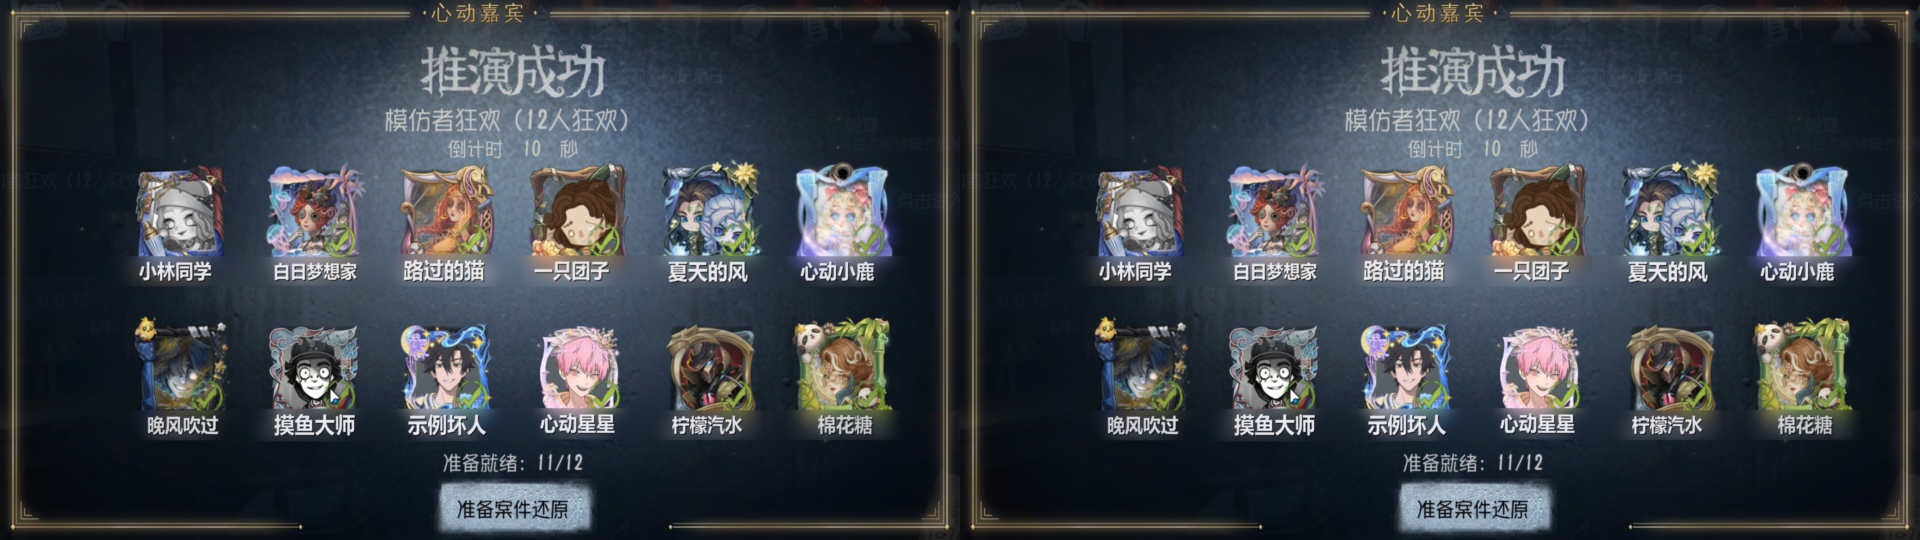 ·心动嘉宾·
推演成功
模仿者狂欢（12人狂欢）
倒计时 10 秒
小林同学 白日梦想家 路过的猫 一只团子 夏天的风 心动小鹿
晚风吹过 摸鱼大师 示例坏人 心动星星 柠檬汽水 棉花糖
准备就绪：11/12
准备案件还原
·心动嘉宾·
推演成功
模仿者狂欢（12人狂欢）
倒计时 10 秒
小林同学 白日梦想家 路过的猫 一只团子 夏天的风 心动小鹿
晚风吹过 摸鱼大师 示例坏人 心动星星 柠檬汽水 棉花糖
准备就绪：11/12
准备案件还原